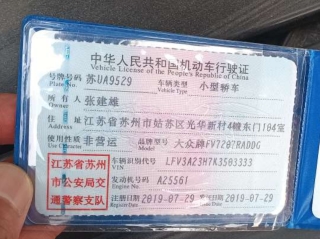 中华人民共和国机动车行驶证
Vehicle License of the People's Republic of China
号牌号码 苏UA9529 车辆类型 小型轿车
Plate No. Vehicle Type
所有人 张建雄
Owner
住址 江苏省苏州市姑苏区光华新村4幢东门104室
Address
使用性质 非营运 品牌型号 大众牌FV7207RADDG
Use Character Model
车辆识别代号 LFV3A23H7K3503333
VIN
发动机号码 A25561
Engine No.
注册日期 2019-07-29 发证日期 2019-07-29
Register Date Issue Date
江苏省苏州
市公安局交
通警察支队